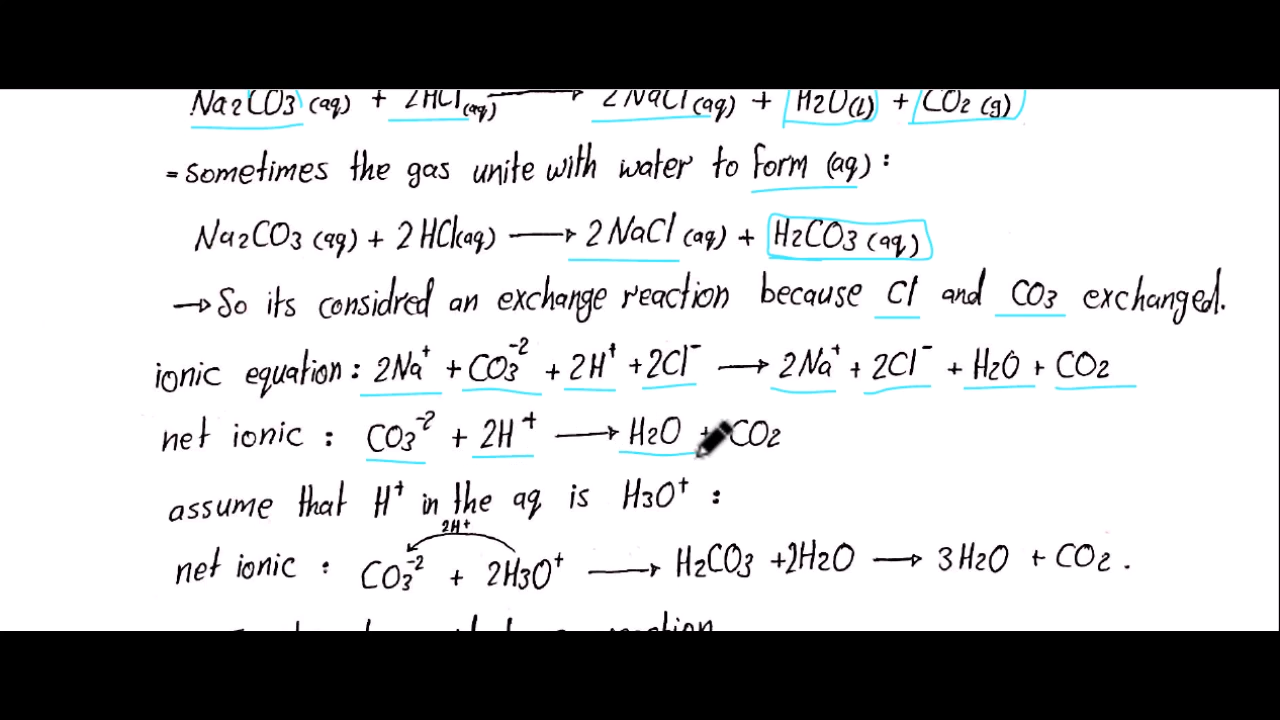 Na2CO3 (aq) + 2HCl (aq) → 2NaCl (aq) + H2O(l) + CO2 (g)
= sometimes the gas unite with water to form (aq) :
Na2CO3 (aq) + 2 HCl(aq) → 2 NaCl (aq) + H2CO3 (aq)
→ So its considred an exchange reaction because Cl and CO3 exchanged.
ionic equation : 2Na⁺ + CO3⁻² + 2H⁺ + 2Cl⁻ → 2Na⁺ + 2Cl⁻ + H2O + CO2
net ionic : CO3⁻² + 2H⁺ → H2O + CO2
assume that H⁺ in the aq is H3O⁺ :
2H⁺
net ionic : CO3⁻² + 2H3O⁺ → H2CO3 +2H2O → 3H2O + CO2 .